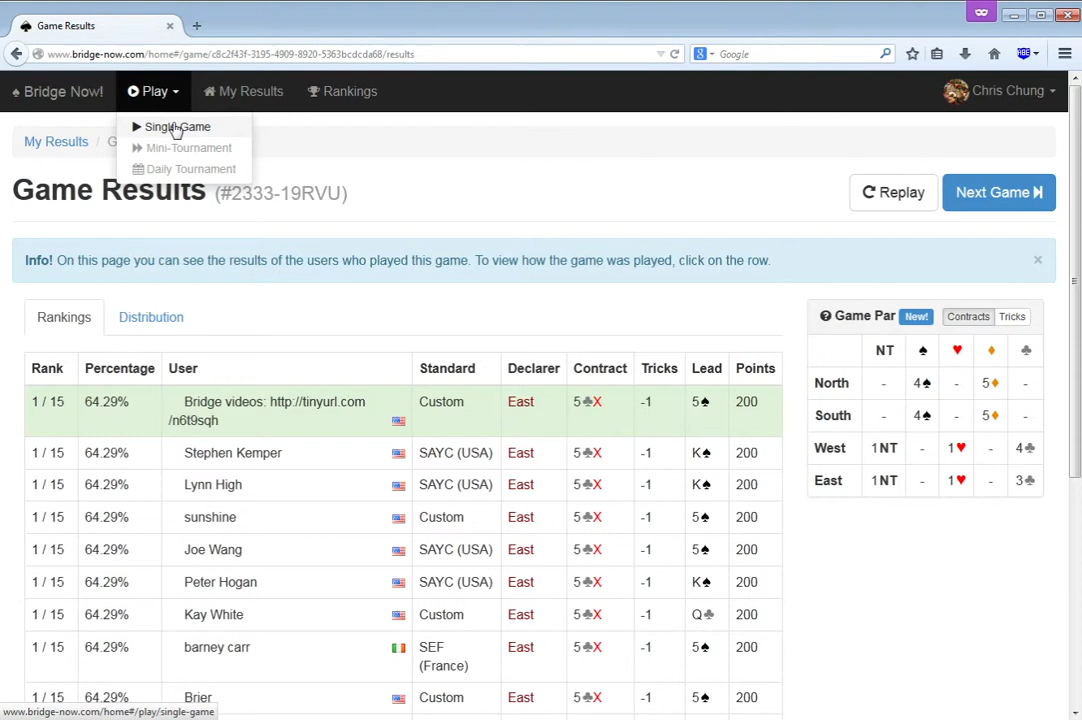 Game Results
www.bridge-now.com/home#/game/c8c2f43f-3195-4909-8920-5363bcdcda68/results
Google
ABE
♠ Bridge Now!
Play
My Results
Rankings
Chris Chung
Single Game
Mini-Tournament
Daily Tournament
My Results
G
Game Results (#2333-19RVU)
Replay
Next Game
Info! On this page you can see the results of the users who played this game. To view how the game was played, click on the row.
×
Rankings Distribution
Rank Percentage User Standard Declarer Contract Tricks Lead Points
1 / 15 64.29% Bridge videos: http://tinyurl.com Custom East 5♣X -1 5♠ 200
/n6t9sqh
1 / 15 64.29% Stephen Kemper SAYC (USA) East 5♣X -1 K♠ 200
1 / 15 64.29% Lynn High SAYC (USA) East 5♣X -1 K♠ 200
1 / 15 64.29% sunshine Custom East 5♣X -1 5♠ 200
1 / 15 64.29% Joe Wang SAYC (USA) East 5♣X -1 5♠ 200
1 / 15 64.29% Peter Hogan SAYC (USA) East 5♣X -1 K♠ 200
1 / 15 64.29% Kay White Custom East 5♣X -1 Q♣ 200
1 / 15 64.29% barney carr SEF East 5♣X -1 5♠ 200
(France)
1 / 15 64.29% Brier Custom East 5♣X -1 5♠ 200
Game Par New! Contracts Tricks
NT ♠ ♥ ♦ ♣
North - 4♠ - 5♦ -
South - 4♠ - 5♦ -
West 1NT - 1♥ - 4♣
East 1NT - 1♥ - 3♣
www.bridge-now.com/home#/play/single-game